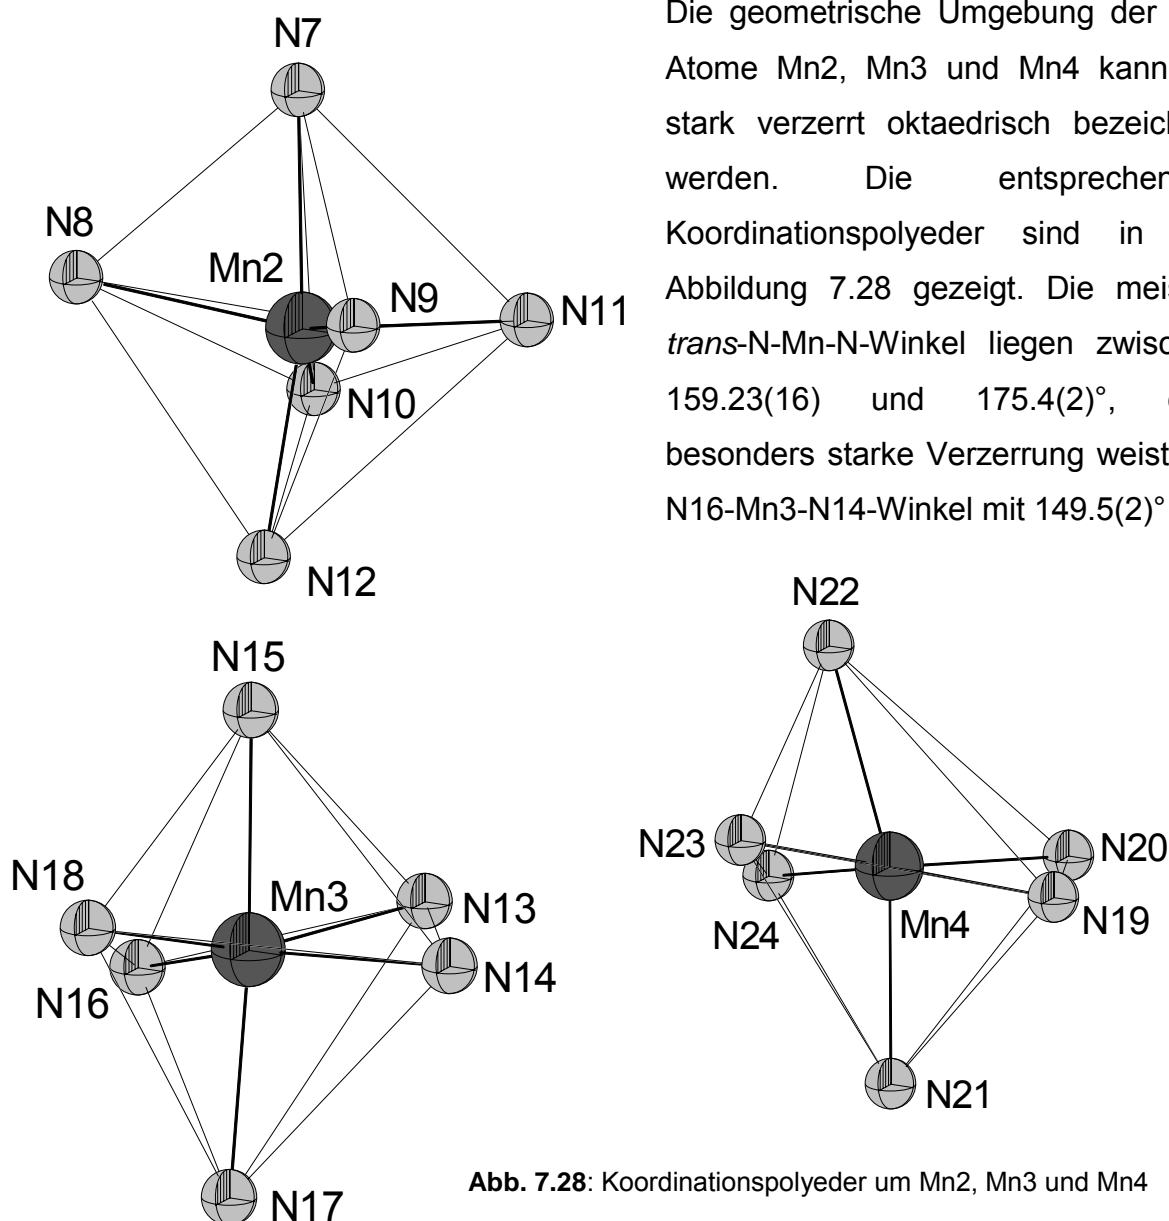 Die geometrische Umgebung der
Atome Mn2, Mn3 und Mn4 kann
stark verzerrt oktaedrisch bezeich
werden. Die entsprechen
Koordinationspolyeder sind in
Abbildung 7.28 gezeigt. Die meis
trans-N-Mn-N-Winkel liegen zwisc
159.23(16) und 175.4(2)°,
besonders starke Verzerrung weist
N16-Mn3-N14-Winkel mit 149.5(2)°
N7
N8
Mn2
N9
N11
N10
N12
N15
N18
Mn3
N13
N16
N14
N17
N22
N23
N20
N24
Mn4
N19
N21
Abb. 7.28: Koordinationspolyeder um Mn2, Mn3 und Mn4